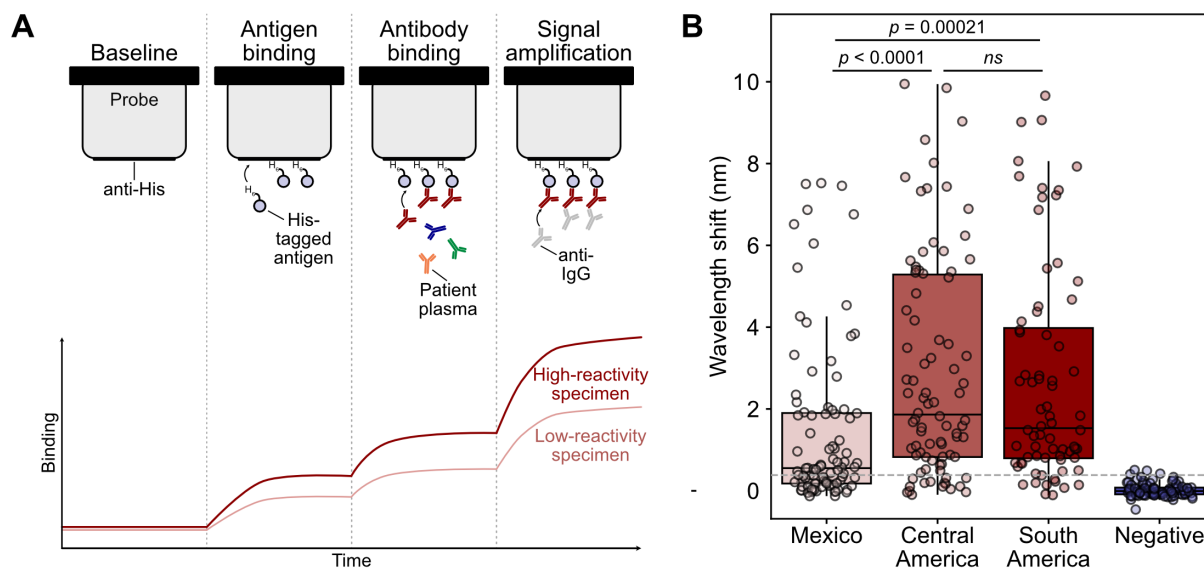 A
Baseline
Antigen
binding
Antibody
binding
Signal
amplification
Probe
anti-His
His-
tagged
antigen
Patient
plasma
anti-
IgG
Binding
High-reactivity
specimen
Low-reactivity
specimen
Time
B
p = 0.00021
p < 0.0001
ns
Wavelength shift (nm)
10
8
6
4
2
0
-
Mexico
Central
America
South
America
Negative